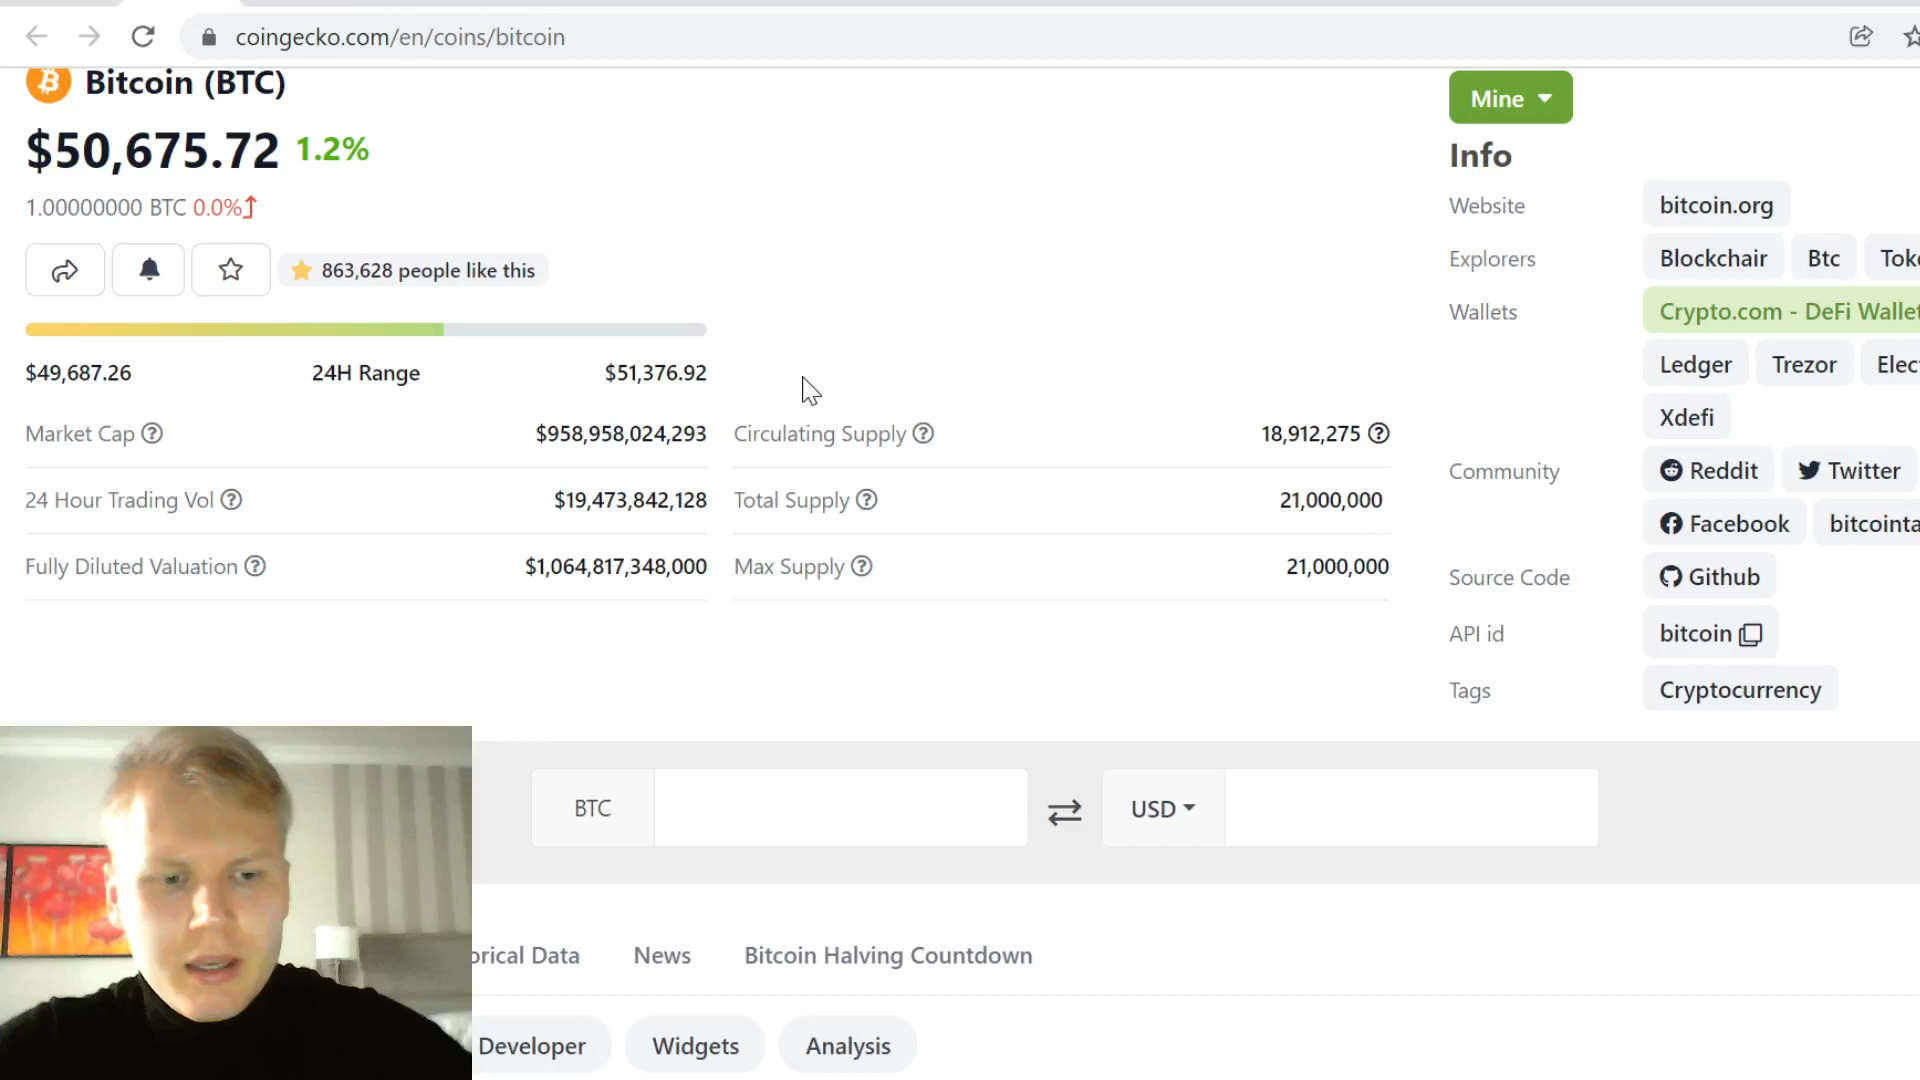 coingecko.com/en/coins/bitcoin
Bitcoin (BTC)
$50,675.72 1.2%
1.00000000 BTC 0.0%
863,628 people like this
$49,687.26 24H Range $51,376.92
Market Cap $958,958,024,293
24 Hour Trading Vol $19,473,842,128
Fully Diluted Valuation $1,064,817,348,000
Circulating Supply 18,912,275
Total Supply 21,000,000
Max Supply 21,000,000
Mine
Info
Website bitcoin.org
Explorers Blockchair Btc
Wallets Crypto.com - DeFi Wallet
Ledger Trezor
Xdefi
Community Reddit Twitter
Facebook
Source Code Github
API id bitcoin
Tags Cryptocurrency
BTC USD
Data News Bitcoin Halving Countdown
Developer Widgets Analysis